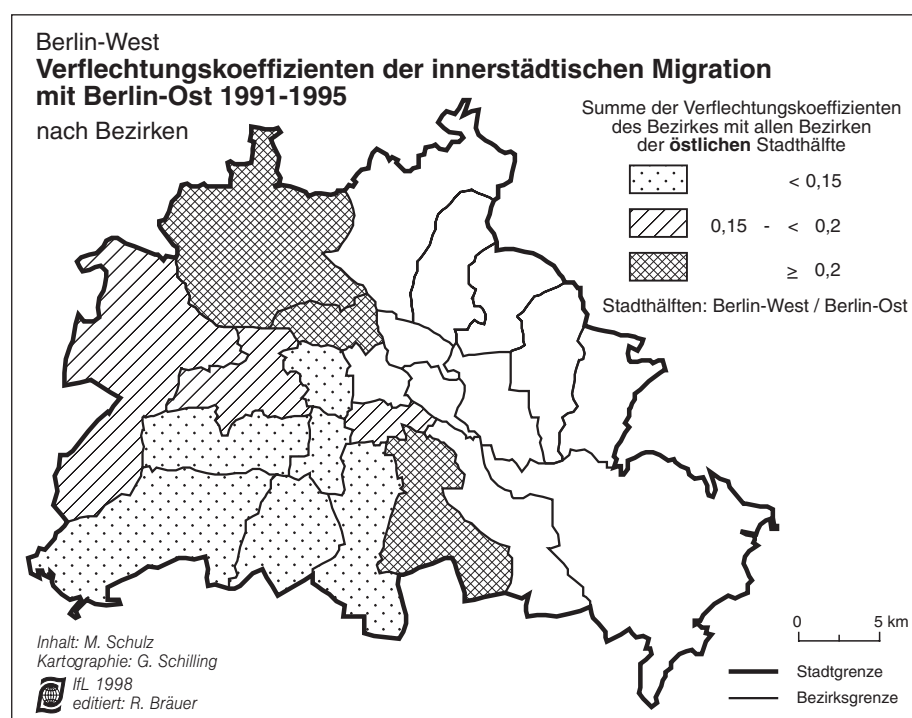 Berlin-West
Verflechtungskoeffizienten der innerstädtischen Migration
mit Berlin-Ost 1991-1995
nach Bezirken
Summe der Verflechtungskoeffizienten
des Bezirkes mit allen Bezirken
der östlichen Stadthälfte
< 0,15
0,15 - < 0,2
≥ 0,2
Stadthälften: Berlin-West / Berlin-Ost
Inhalt: M. Schulz
Kartographie: G. Schilling
IfL 1998
editiert: R. Bräuer
0 5 km
Stadtgrenze
Bezirksgrenze